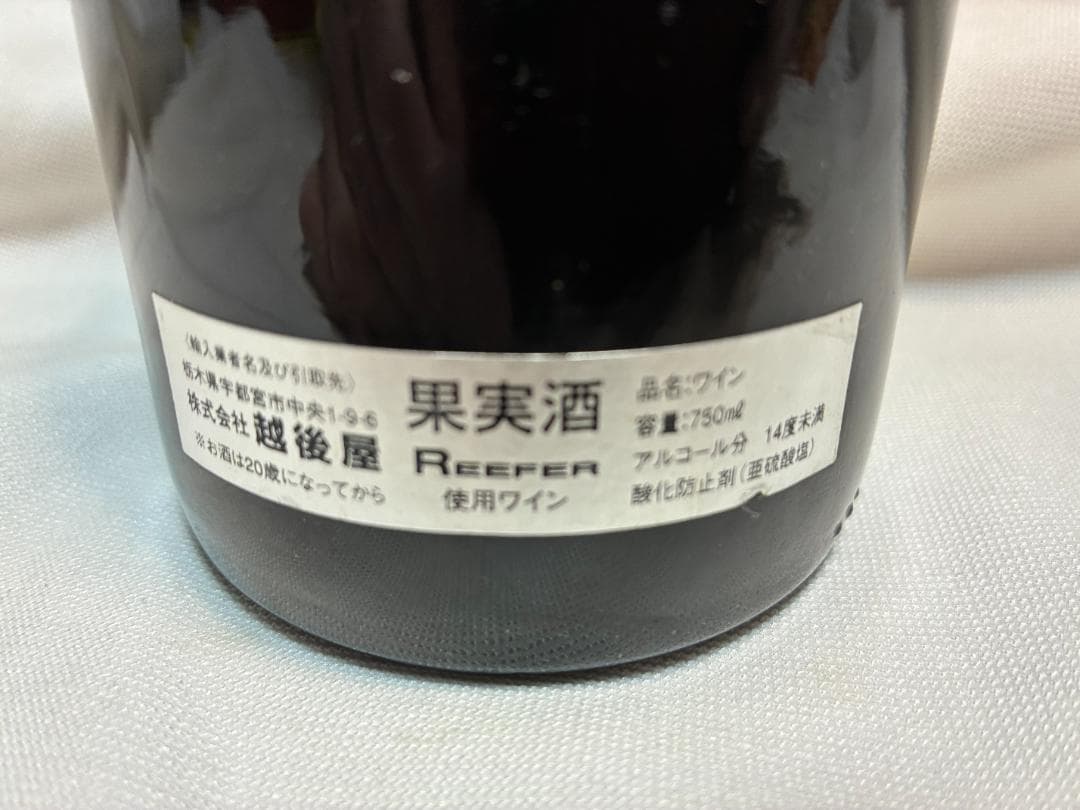 （輸入業者名及び引取先）
栃木県宇都宮市中央1-9-6
株式会社 越後屋
※お酒は20歳になってから
果実酒
REEFER
使用ワイン
品名:ワイン
容量:750mℓ
アルコール分 14度未満
酸化防止剤（亜硫酸塩）